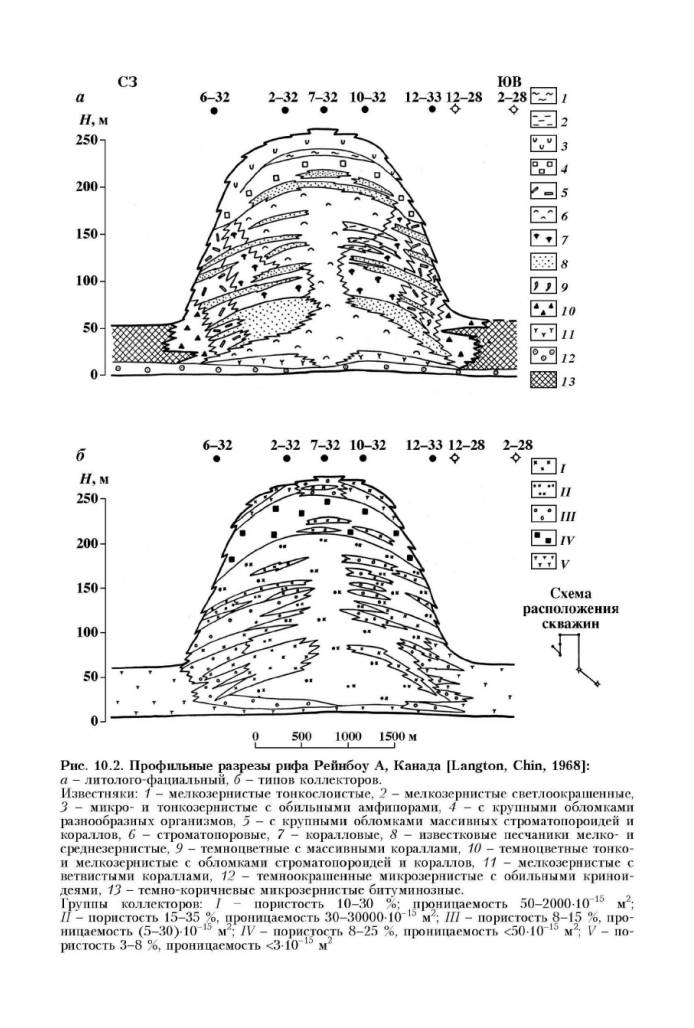 СЗ ЮВ
а 6–32 2–32 7–32 10–32 12–33 12–28 2–28
Н, м
250
200
150
100
50
0
1
2
3
4
5
6
7
8
9
10
11
12
13
б 6–32 2–32 7–32 10–32 12–33 12–28 2–28
Н, м
250
200
150
100
50
0
I
II
III
IV
V
Схема
расположения
скважин
0 500 1000 1500 м
Рис. 10.2. Профильные разрезы рифа Рейнбоу А, Канада [Langton, Chin, 1968]:
а – литолого-фациальный, б – типов коллекторов.
Известняки: 1 – мелкозернистые тонкослоистые, 2 – мелкозернистые светлоокрашенные,
3 – микро- и тонкозернистые с обильными амфипорами, 4 – с крупными обломками
разнообразных организмов, 5 – с крупными обломками массивных строматопороидей и
кораллов, 6 – строматопоровые, 7 – коралловые, 8 – известковые песчаники мелко- и
среднезернистые, 9 – темноцветные с массивными кораллами, 10 – темноцветные тонко-
и мелкозернистые с обломками строматопороидей и кораллов, 11 – мелкозернистые с
ветвистыми кораллами, 12 – темноокрашенные микрозернистые с обильными кринои-
деями, 13 – темно-коричневые микрозернистые битуминозные.
Группы коллекторов: I – пористость 10–30 %; проницаемость 50–2000·10⁻¹⁵ м²;
II – пористость 15–35 %, проницаемость 30–30000·10⁻¹⁵ м²; III – пористость 8–15 %, про-
ницаемость (5–30)·10⁻¹⁵ м²; IV – пористость 8–25 %, проницаемость <50·10⁻¹⁵ м²; V – по-
ристость 3–8 %, проницаемость <3·10⁻¹⁵ м²